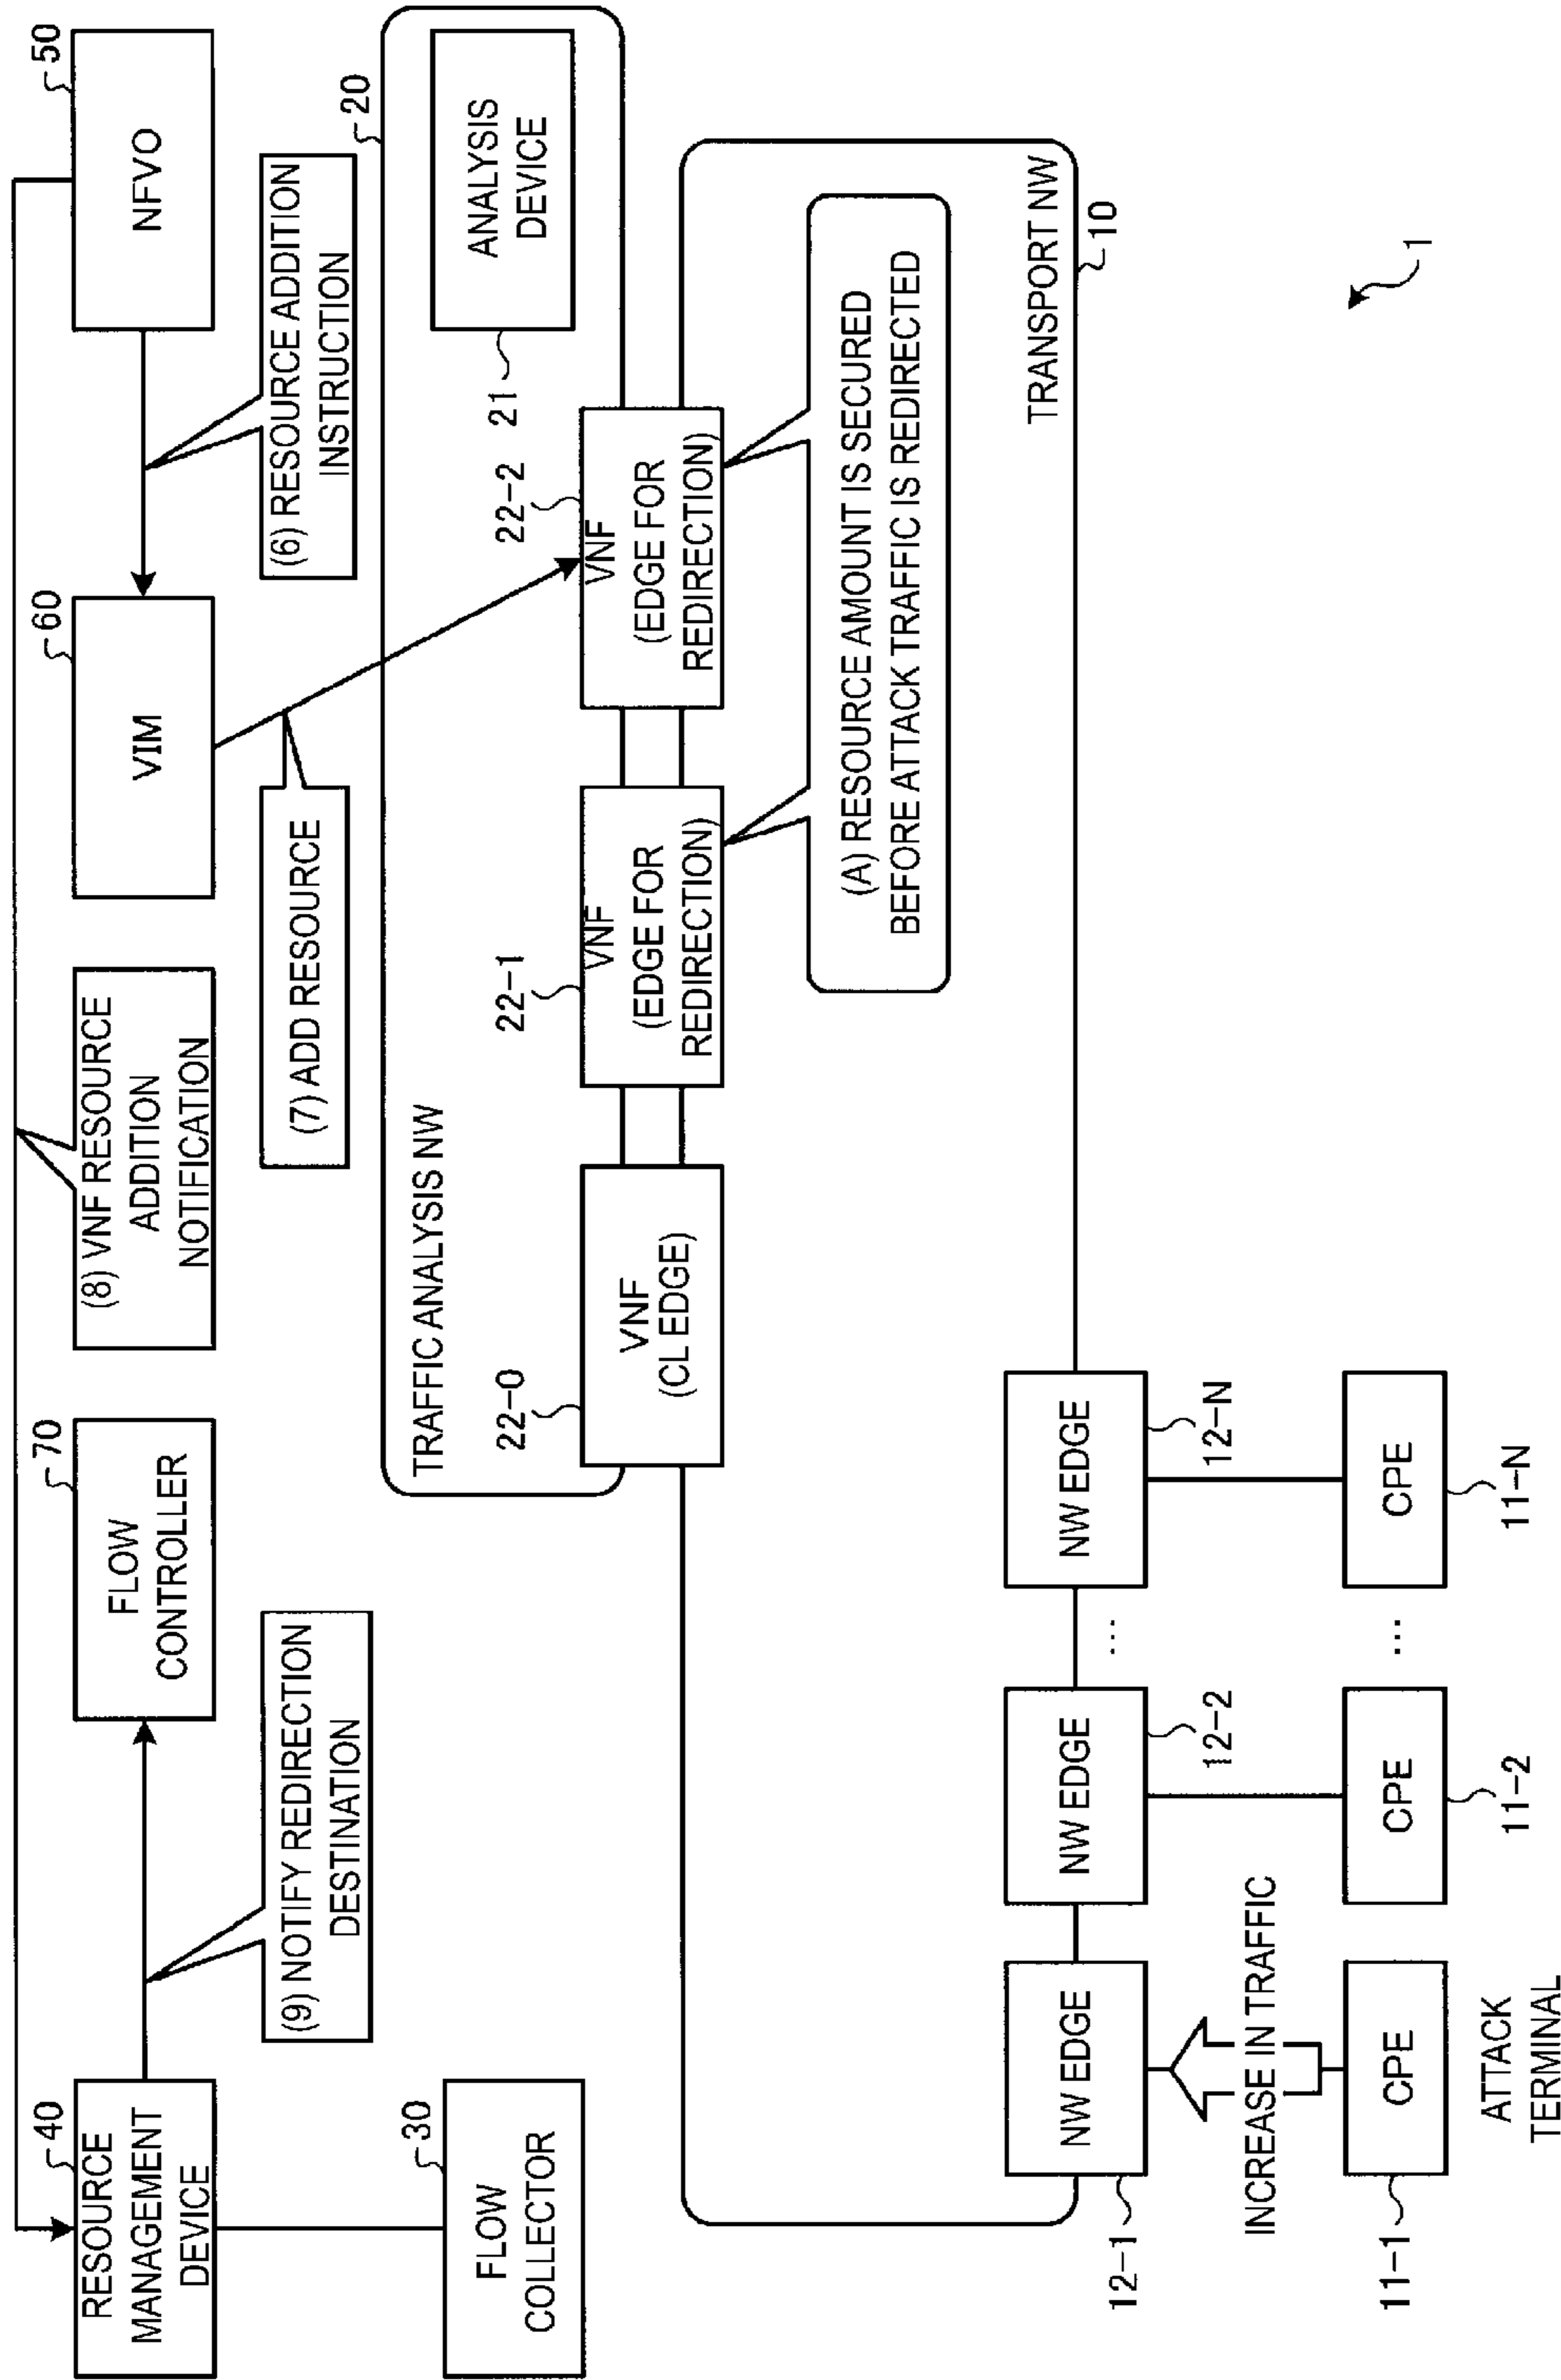 40
RESOURCE
MANAGEMENT
DEVICE
(9) NOTIFY REDIRECTION
DESTINATION
70
FLOW
CONTROLLER
(8) VNF RESOURCE
ADDITION
NOTIFICATION
60
VIM
(6) RESOURCE ADDITION
INSTRUCTION
50
NFVO
(7) ADD RESOURCE
30
FLOW
COLLECTOR
20
TRAFFIC ANALYSIS NW
ANALYSIS
DEVICE
21
22-0
VNF
(CL EDGE)
22-1
VNF
(EDGE FOR
REDIRECTION)
22-2
VNF
(EDGE FOR
REDIRECTION)
(A) RESOURCE AMOUNT IS SECURED
BEFORE ATTACK TRAFFIC IS REDIRECTED
TRANSPORT NW
10
NW EDGE
12-1
NW EDGE
12-2
...
NW EDGE
12-N
INCREASE IN TRAFFIC
1
CPE
11-1
CPE
11-2
...
CPE
11-N
ATTACK
TERMINAL